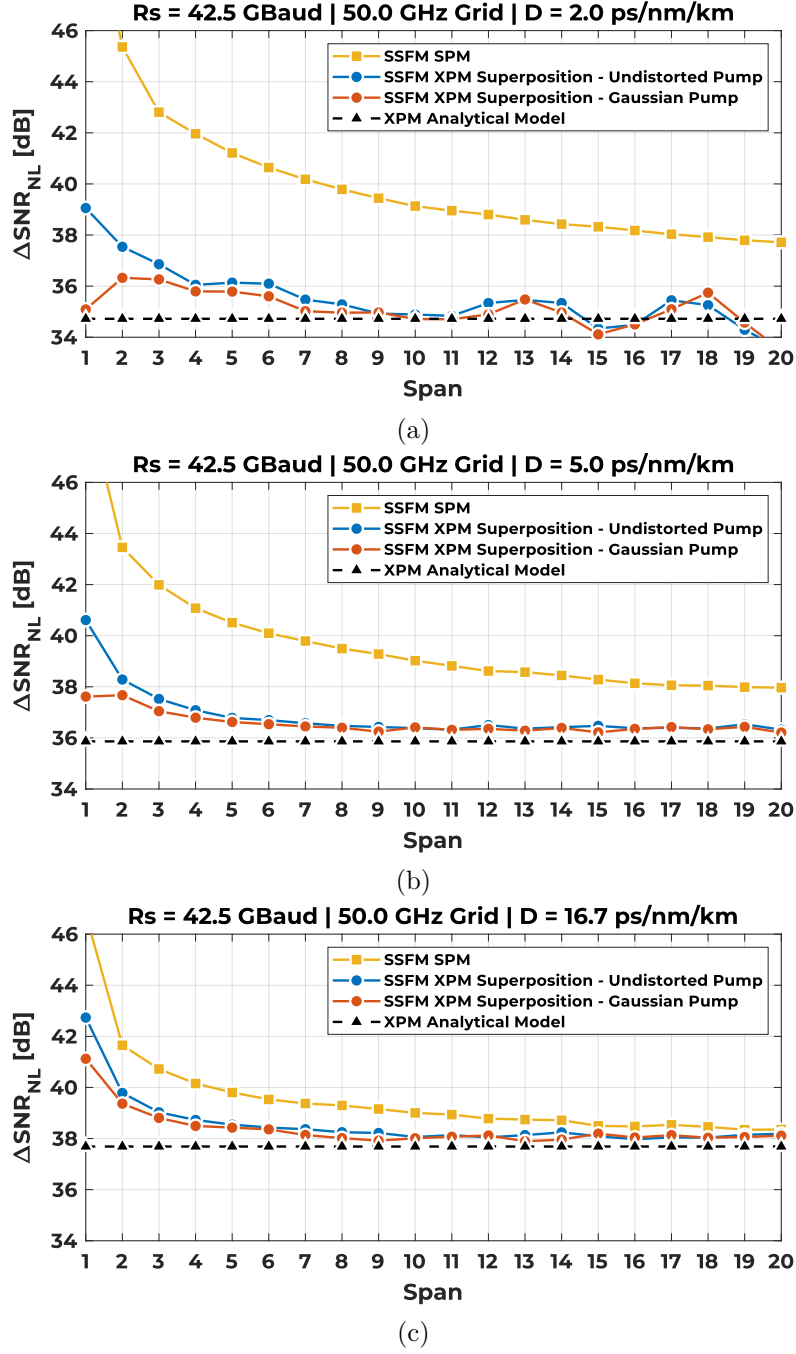 Rs = 42.5 GBaud | 50.0 GHz Grid | D = 2.0 ps/nm/km
46
44
42
40
38
36
34
ΔSNR_NL [dB]
SSFM SPM
SSFM XPM Superposition - Undistorted Pump
SSFM XPM Superposition - Gaussian Pump
XPM Analytical Model
1 2 3 4 5 6 7 8 9 10 11 12 13 14 15 16 17 18 19 20
Span
(a)
Rs = 42.5 GBaud | 50.0 GHz Grid | D = 5.0 ps/nm/km
46
44
42
40
38
36
34
ΔSNR_NL [dB]
SSFM SPM
SSFM XPM Superposition - Undistorted Pump
SSFM XPM Superposition - Gaussian Pump
XPM Analytical Model
1 2 3 4 5 6 7 8 9 10 11 12 13 14 15 16 17 18 19 20
Span
(b)
Rs = 42.5 GBaud | 50.0 GHz Grid | D = 16.7 ps/nm/km
46
44
42
40
38
36
34
ΔSNR_NL [dB]
SSFM SPM
SSFM XPM Superposition - Undistorted Pump
SSFM XPM Superposition - Gaussian Pump
XPM Analytical Model
1 2 3 4 5 6 7 8 9 10 11 12 13 14 15 16 17 18 19 20
Span
(c)